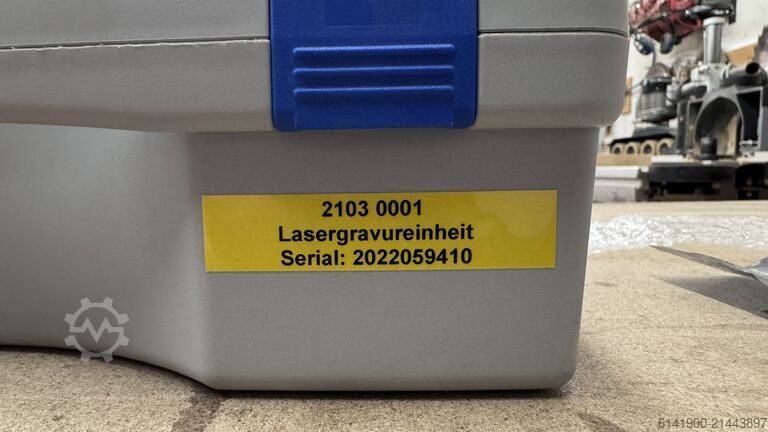 2103 0001
Lasergravureinheit
Serial: 2022059410
6141900-21443897